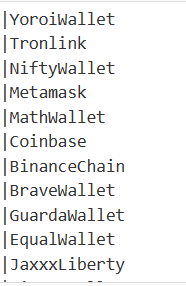 |YoroiWallet
|Tronlink
|NiftyWallet
|Metamask
|MathWallet
|Coinbase
|BinanceChain
|BraveWallet
|GuardaWallet
|EqualWallet
|JaxxxLiberty